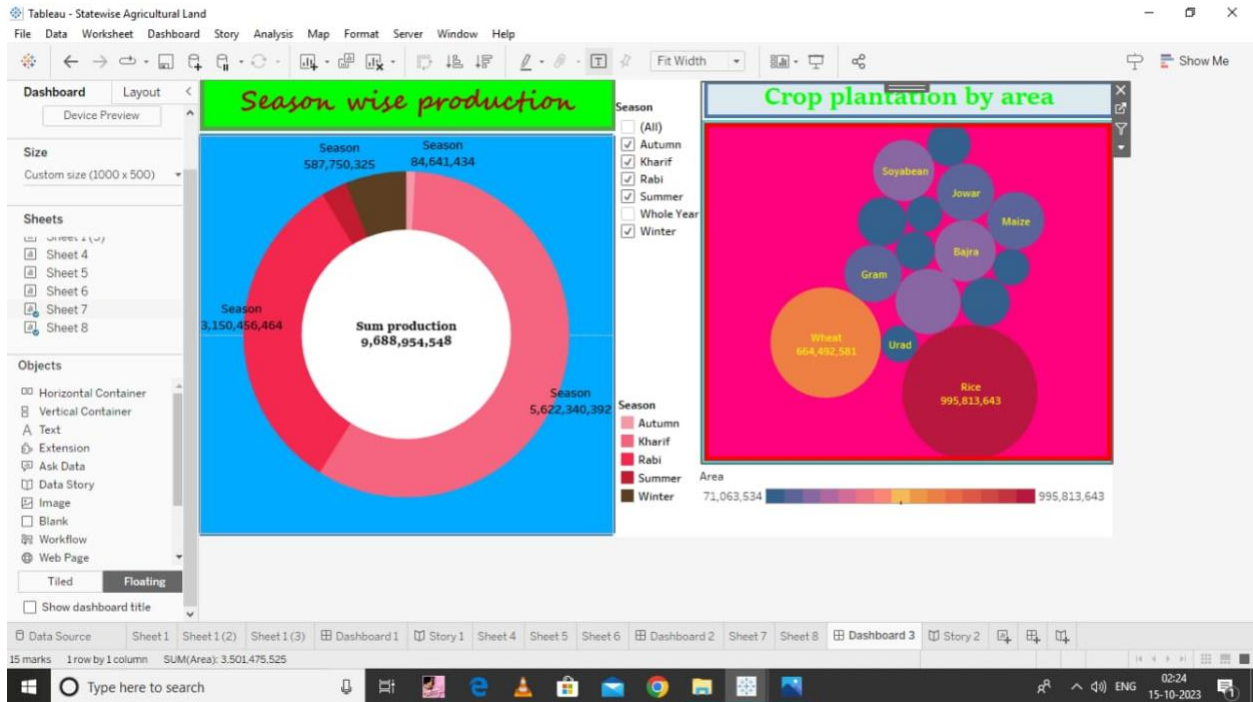 Tableau - Statewise Agricultural Land
File Data Worksheet Dashboard Story Analysis Map Format Server Window Help
Fit Width
Show Me
Dashboard Layout
Device Preview
Size
Custom size (1000 x 500)
Sheets
Sheet 4
Sheet 5
Sheet 6
Sheet 7
Sheet 8
Objects
Horizontal Container
Vertical Container
Text
Extension
Ask Data
Data Story
Image
Blank
Workflow
Web Page
Tiled Floating
Show dashboard title
Season wise production
Season
587,750,325
Season
84,641,434
Season
3,150,456,464
Sum production
9,688,954,548
Season
5,622,340,392
Season
(All)
Autumn
Kharif
Rabi
Summer
Whole Year
Winter
Season
Autumn
Kharif
Rabi
Summer
Winter
Crop plantation by area
Soyabean
Jowar
Maize
Bajra
Gram
Wheat
664,492,581
Urad
Rice
995,813,643
Area
71,063,534 995,813,643
Data Source Sheet 1 Sheet 1 (2) Sheet 1 (3) Dashboard 1 Story 1 Sheet 4 Sheet 5 Sheet 6 Dashboard 2 Sheet 7 Sheet 8 Dashboard 3 Story 2
15 marks 1 row by 1 column SUM(Area): 3,501,475,525
Type here to search
ENG
02:24
15-10-2023
1